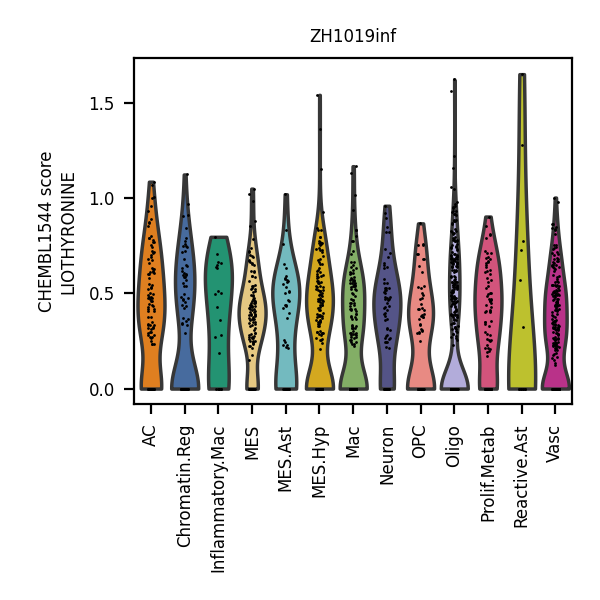 ZH1019inf
CHEMBL1544 score
LIOTHYRONINE
1.5
1.0
0.5
0.0
AC
Chromatin.Reg
Inflammatory.Mac
MES
MES.Ast
MES.Hyp
Mac
Neuron
OPC
Oligo
Prolif.Metab
Reactive.Ast
Vasc